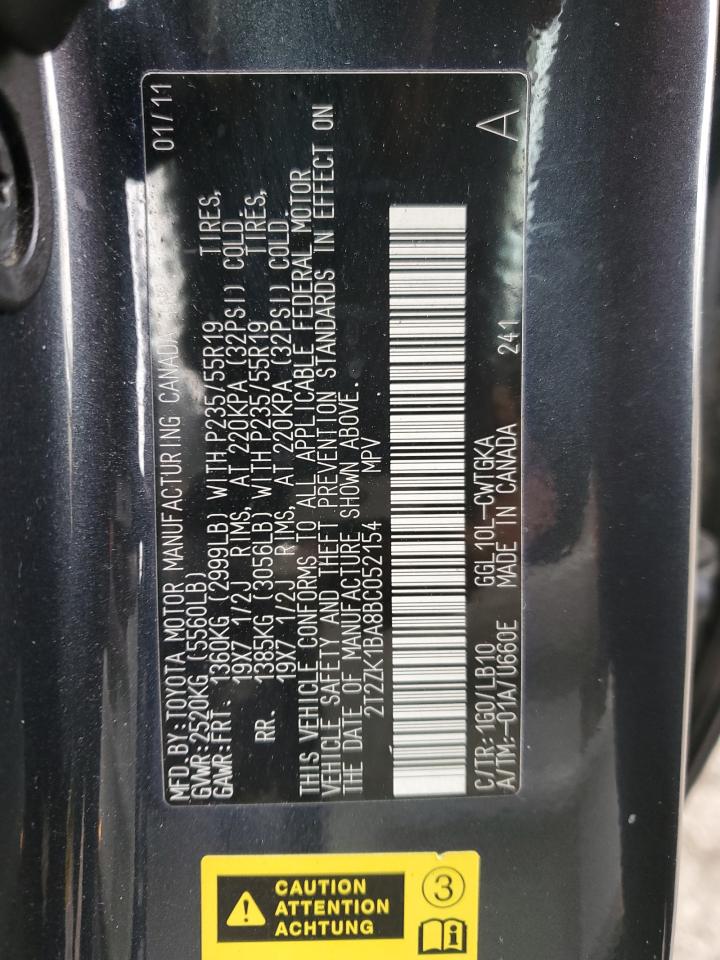 MFD.BY:TOYOTA MOTOR MANUFACTURING CANADA 01/11
GVWR:2520KG (5560LB)
GAWR:FRT. 1360KG (2999LB) WITH P235/55R19 TIRES,
19X7 1/2J RIMS, AT 220KPA (32PSI) COLD.
RR. 1385KG (3056LB) WITH P235/55R19 TIRES,
19X7 1/2J RIMS, AT 220KPA (32PSI) COLD.
THIS VEHICLE CONFORMS TO ALL APPLICABLE FEDERAL MOTOR
VEHICLE SAFETY AND THEFT PREVENTION STANDARDS IN EFFECT ON
THE DATE OF MANUFACTURE SHOWN ABOVE.
2T2ZK1BA8BC052154 MPV
C/TR:1G0/LB10 GGL10L-CWTGKA A
A/TM:-01A/U660E MADE IN CANADA 241
CAUTION
ATTENTION
ACHTUNG
3